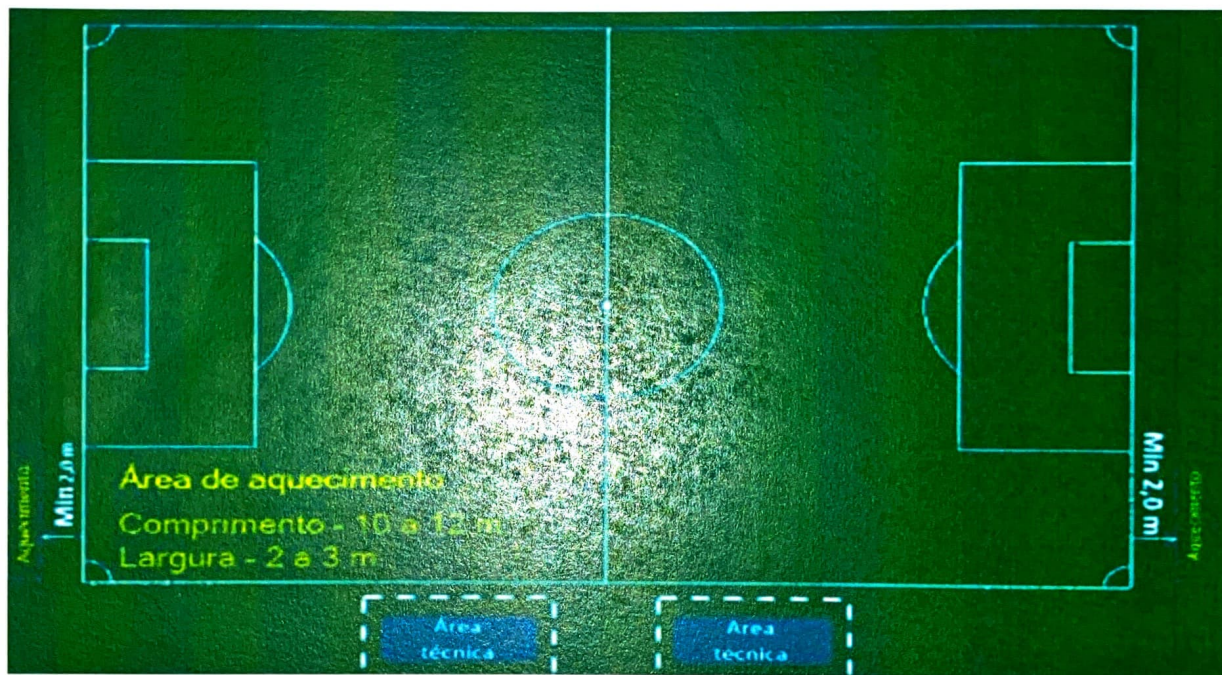 Área de aquecimento
Comprimento - 10 a 12 m
Largura - 2 a 3 m
Aquecimento
Min 2,0 m
Min 2,0 m
Aquecimento
Área
técnica
Área
técnica